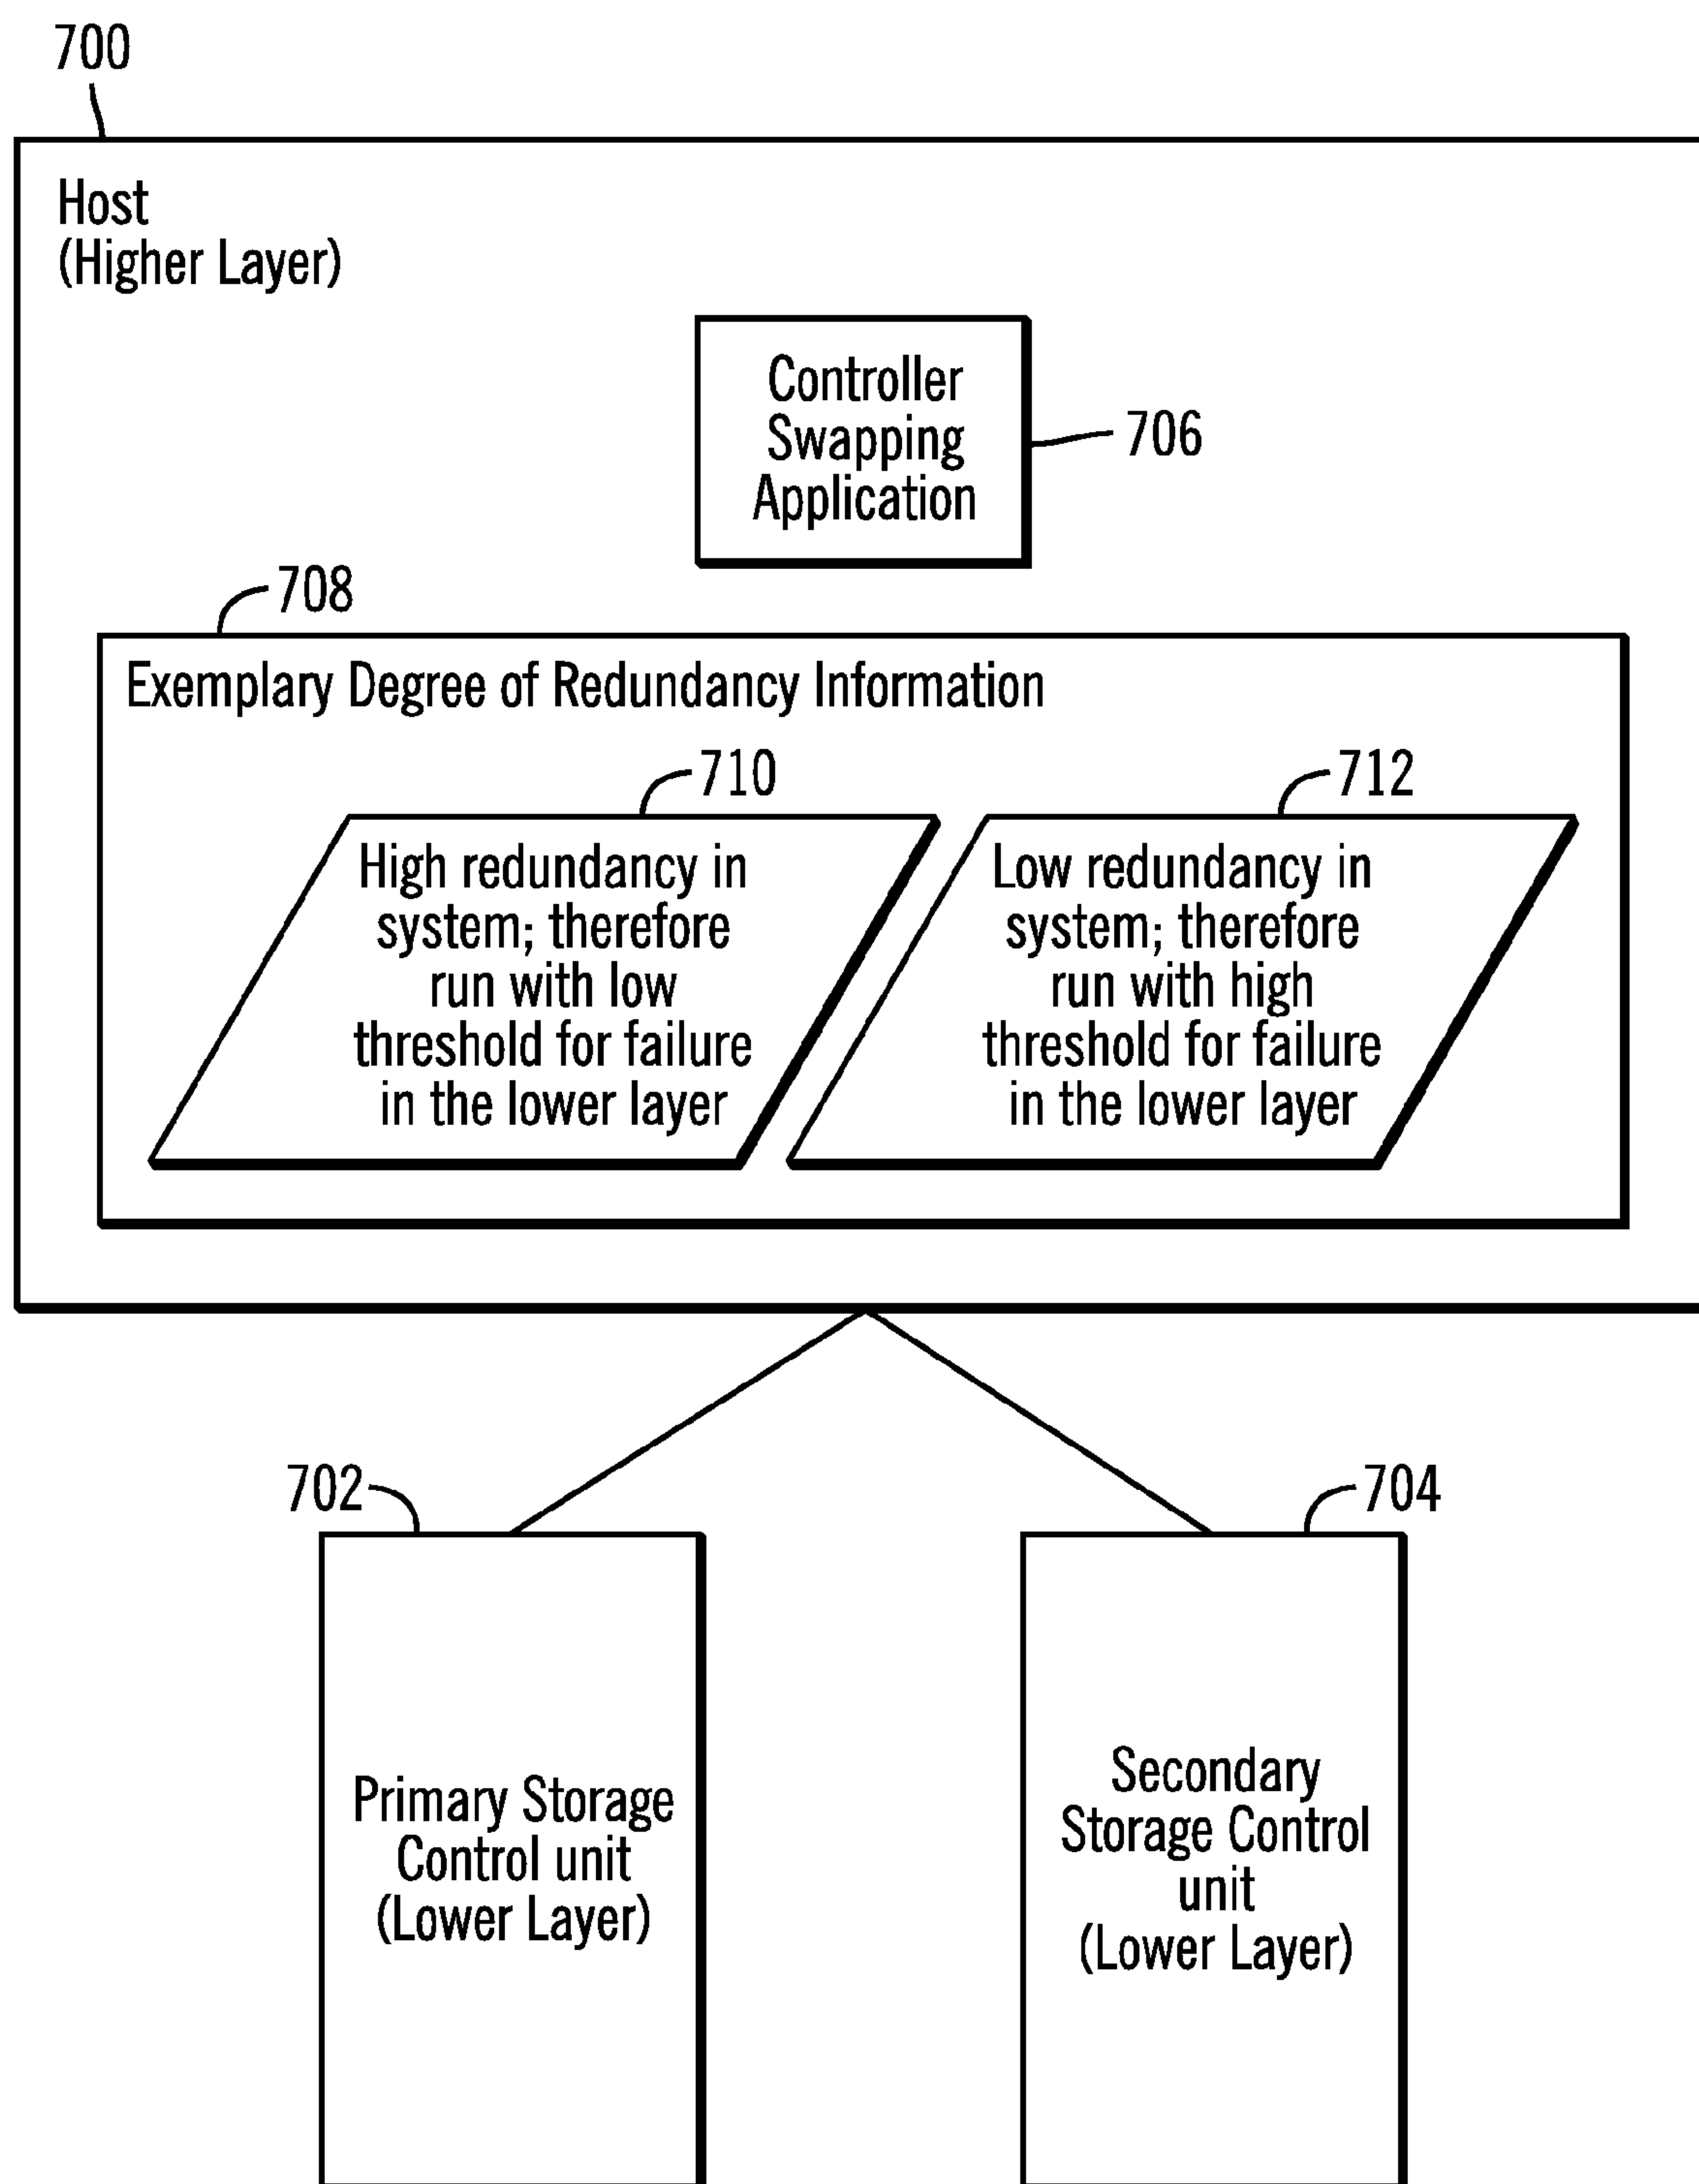 700
Host
(Higher Layer)
Controller
Swapping
Application
706
708
Exemplary Degree of Redundancy Information
710
High redundancy in
system; therefore
run with low
threshold for failure
in the lower layer
712
Low redundancy in
system; therefore
run with high
threshold for failure
in the lower layer
702
Primary Storage
Control unit
(Lower Layer)
704
Secondary
Storage Control
unit
(Lower Layer)